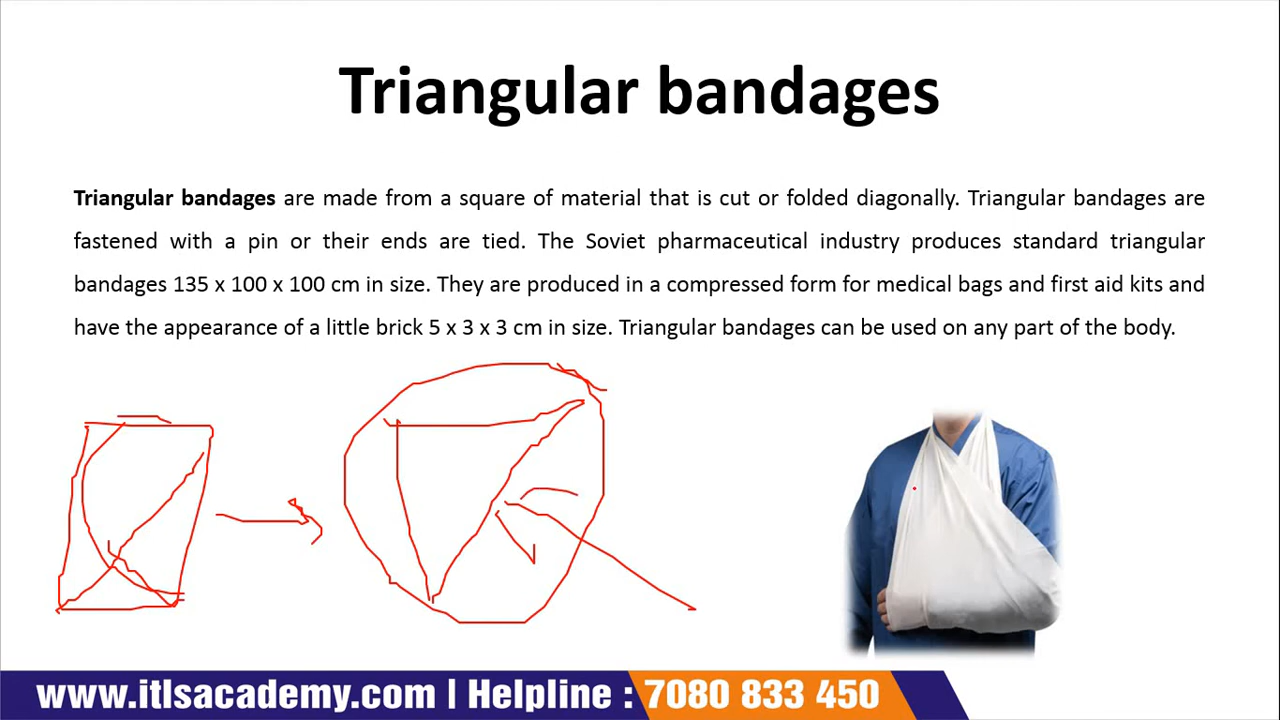 Triangular bandages
Triangular bandages are made from a square of material that is cut or folded diagonally. Triangular bandages are
fastened with a pin or their ends are tied. The Soviet pharmaceutical industry produces standard triangular
bandages 135 x 100 x 100 cm in size. They are produced in a compressed form for medical bags and first aid kits and
have the appearance of a little brick 5 x 3 x 3 cm in size. Triangular bandages can be used on any part of the body.
www.itlsacademy.com | Helpline : 7080 833 450